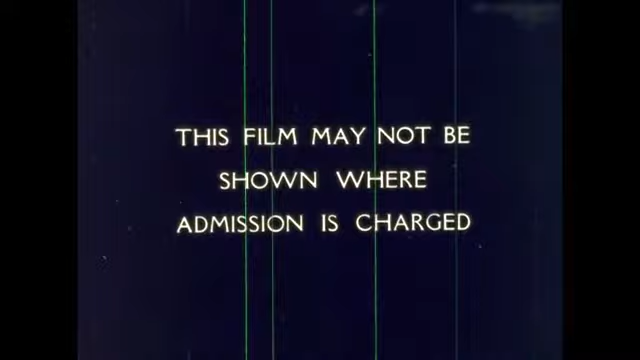 THIS FILM MAY NOT BE
SHOWN WHERE
ADMISSION IS CHARGED